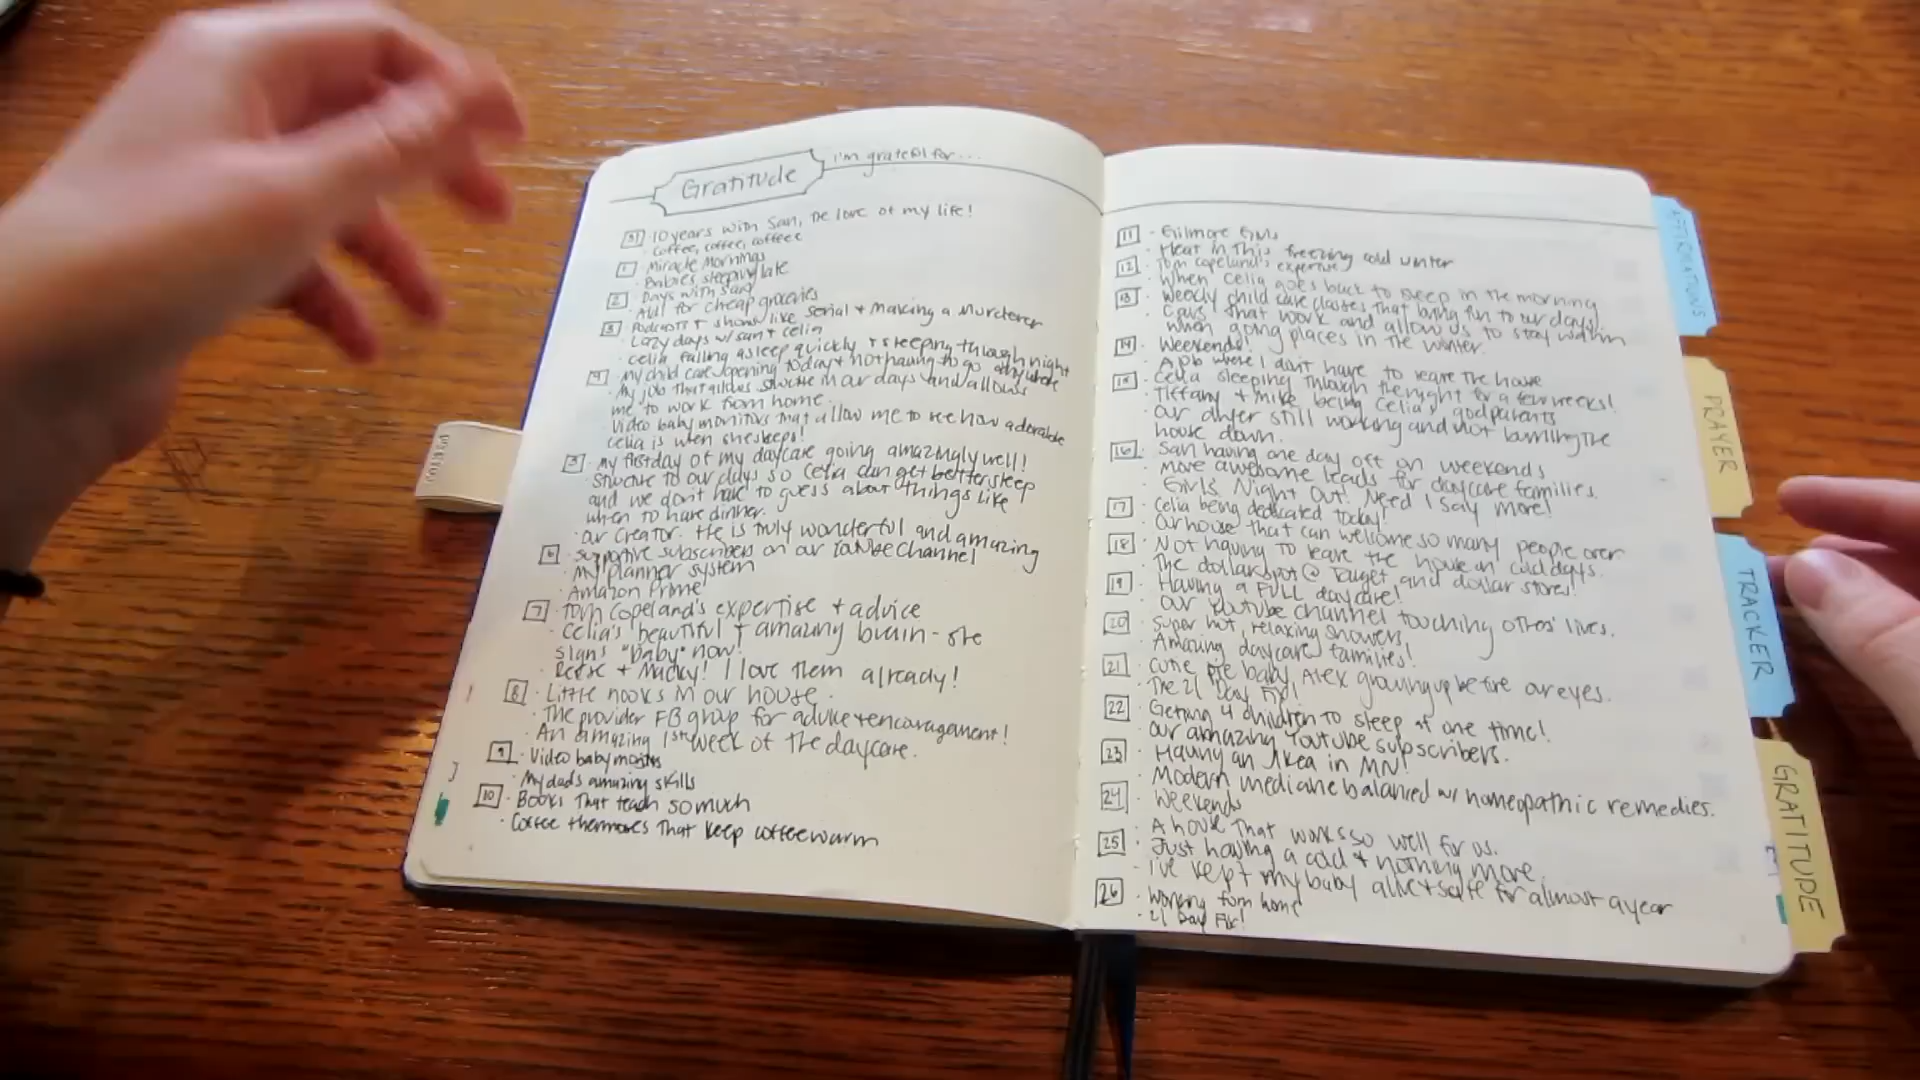 Gratitude
I'm grateful for...
31 10 years with San, the love of my life!
· Coffee, coffee, coffee
1 · Miracle Mornings
· Babies sleeping late
2 · Days with San
· Aldi for cheap groceries
3 · Podcasts + shows like Serial + Making a Murderer
· Lazy days w/ San + Celia
· Celia falling asleep quickly + sleeping through night
4 · My child care opening today + not having to go anywhere
· My job that allows structure in our days and allows
me to work from home.
· Video baby monitors that allow me to see how adorable
Celia is when she sleeps!
5 · My first day of my daycare going amazingly well!
· Structure to our days so Celia can get better sleep
and we don't have to guess about things like
when to have dinner.
· Our Creator. He is truly wonderful and amazing
6 · Supportive subscribers on our YouTube channel
· My planner system
· Amazon Prime
7 · Tom Copeland's expertise + advice
· Celia's beautiful + amazing brain - she
signs "baby" now!
· Reese + Macky! I love them already!
8 · Little nooks in our house.
· The provider FB group for advice + encouragement!
· An amazing 1st week of the daycare.
9 · Video baby monitors
· My dad's amazing skills
10 · Books that teach so much
· Coffee thermoses that keep coffee warm
11 · Gilmore Girls
· Heat in this freezing cold winter
12 · Tom Copeland's expertise
· When Celia goes back to sleep in the morning
13 · Weekly child care classes that bring fun to our days!
· Cars that work and allow us to stay warm
when going places in the winter.
14 · Weekends!
· A job where I don't have to leave the house
15 · Celia sleeping through the night for a few weeks!
· Tiffany + Mike being Celia's godparents
· Our dryer still working and not burning the
house down.
16 · San having one day off on weekends
· More awesome leads for daycare families.
· Girls Night Out! Need I say more!
17 · Celia being dedicated today!
· Our house that can welcome so many people over
18 · Not having to leave the house on cold days.
· The dollar spot @ Target and dollar stores!
19 · Having a FULL daycare!
· Our YouTube channel touching others' lives.
20 · Super hot, relaxing showers
· Amazing daycare families!
21 · Cutie pie baby Alex growing up before our eyes.
· The 21 Day Fix!
22 · Getting 4 children to sleep at one time!
· Our amazing YouTube subscribers.
23 · Having an Ikea in MN!
· Modern medicine balanced w/ homeopathic remedies.
24 · Weekends
· A house that works so well for us.
25 · Just having a cold + nothing more.
· I've kept my baby alive + safe for almost a year
26 · Working from home
· 21 Day Fix!
PRAYER
TRACKER
GRATITUDE